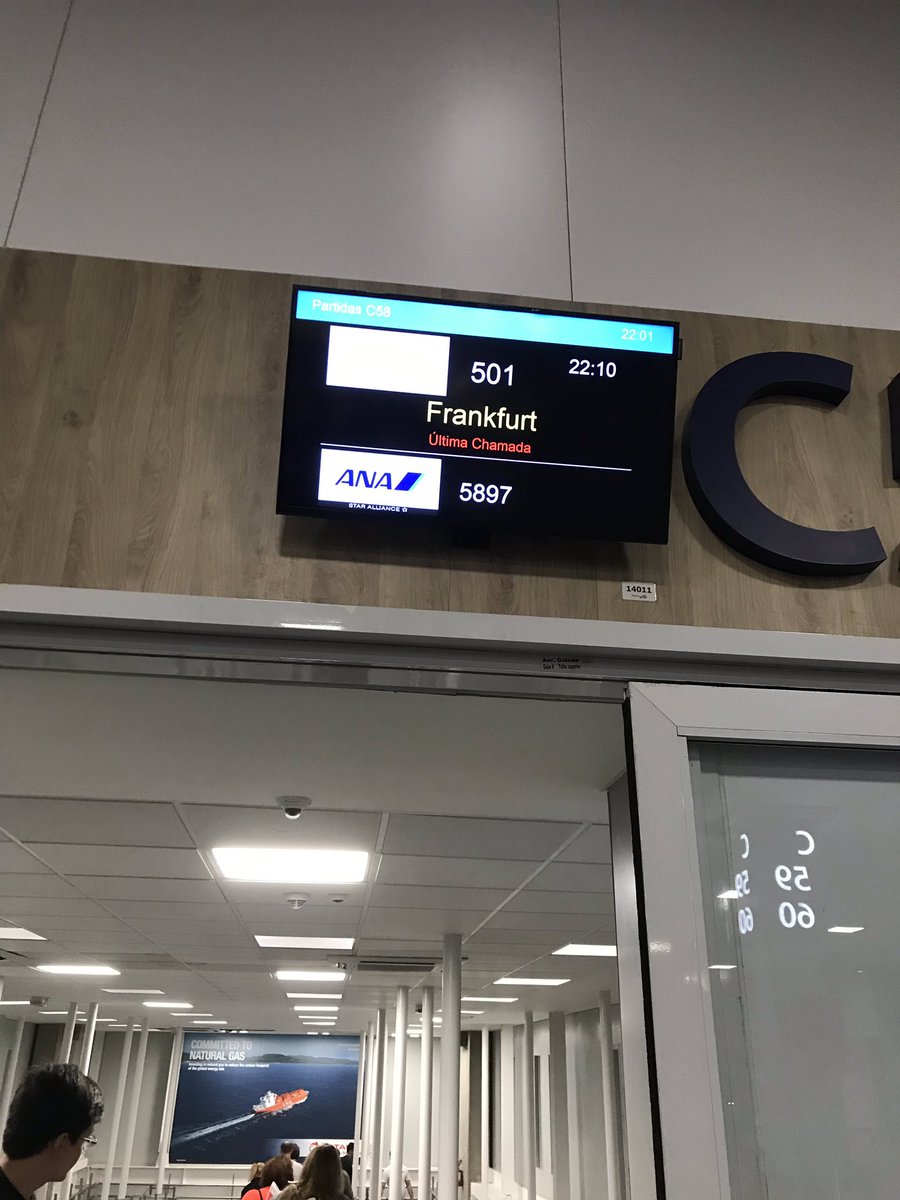 Partidas C58
22:01
501
22:10
Frankfurt
Última Chamada
ANA
5897
STAR ALLIANCE
C
14011
C
59
60
COMMITTED TO
NATURAL GAS